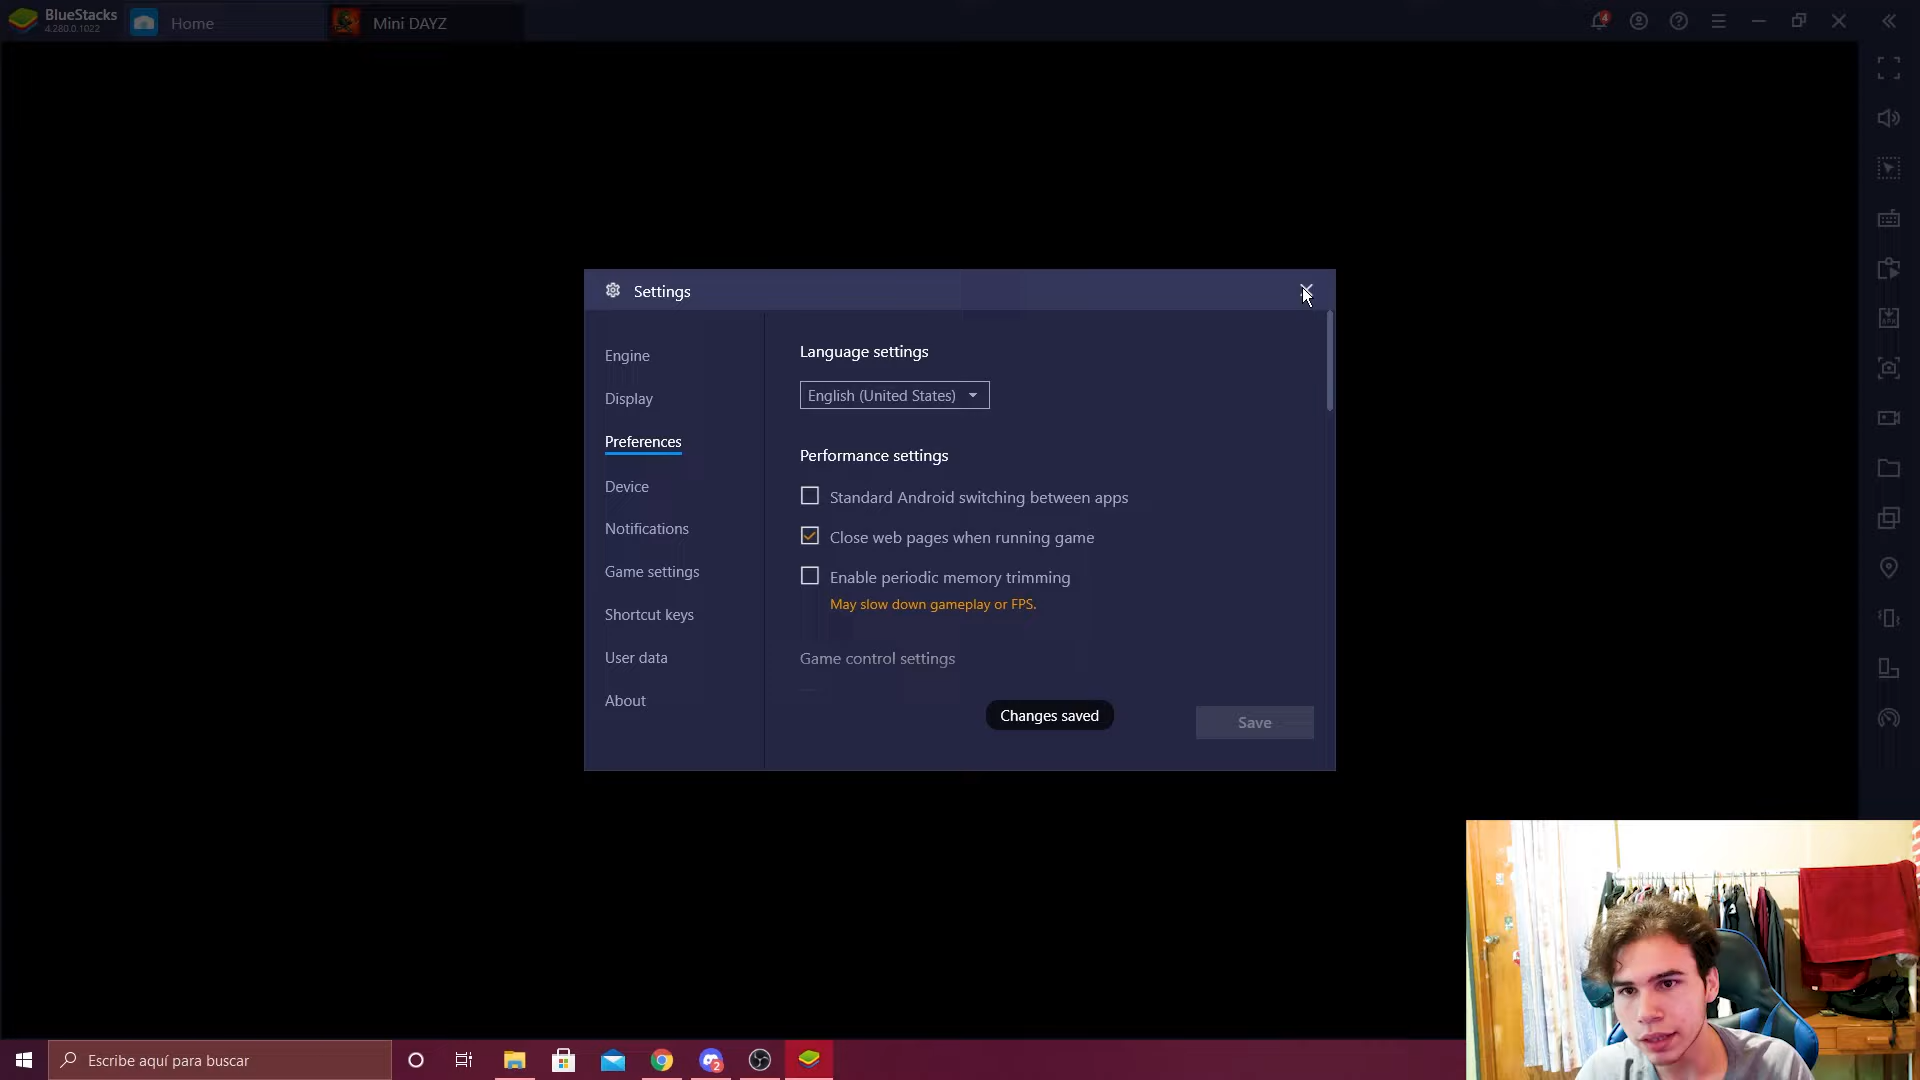 BlueStacks
4.280.0.1022
Home
Mini DAYZ
4
Settings
Engine
Display
Preferences
Device
Notifications
Game settings
Shortcut keys
User data
About
Language settings
English (United States)
Performance settings
Standard Android switching between apps
Close web pages when running game
Enable periodic memory trimming
May slow down gameplay or FPS.
Game control settings
Changes saved
Save
Escribe aquí para buscar
2